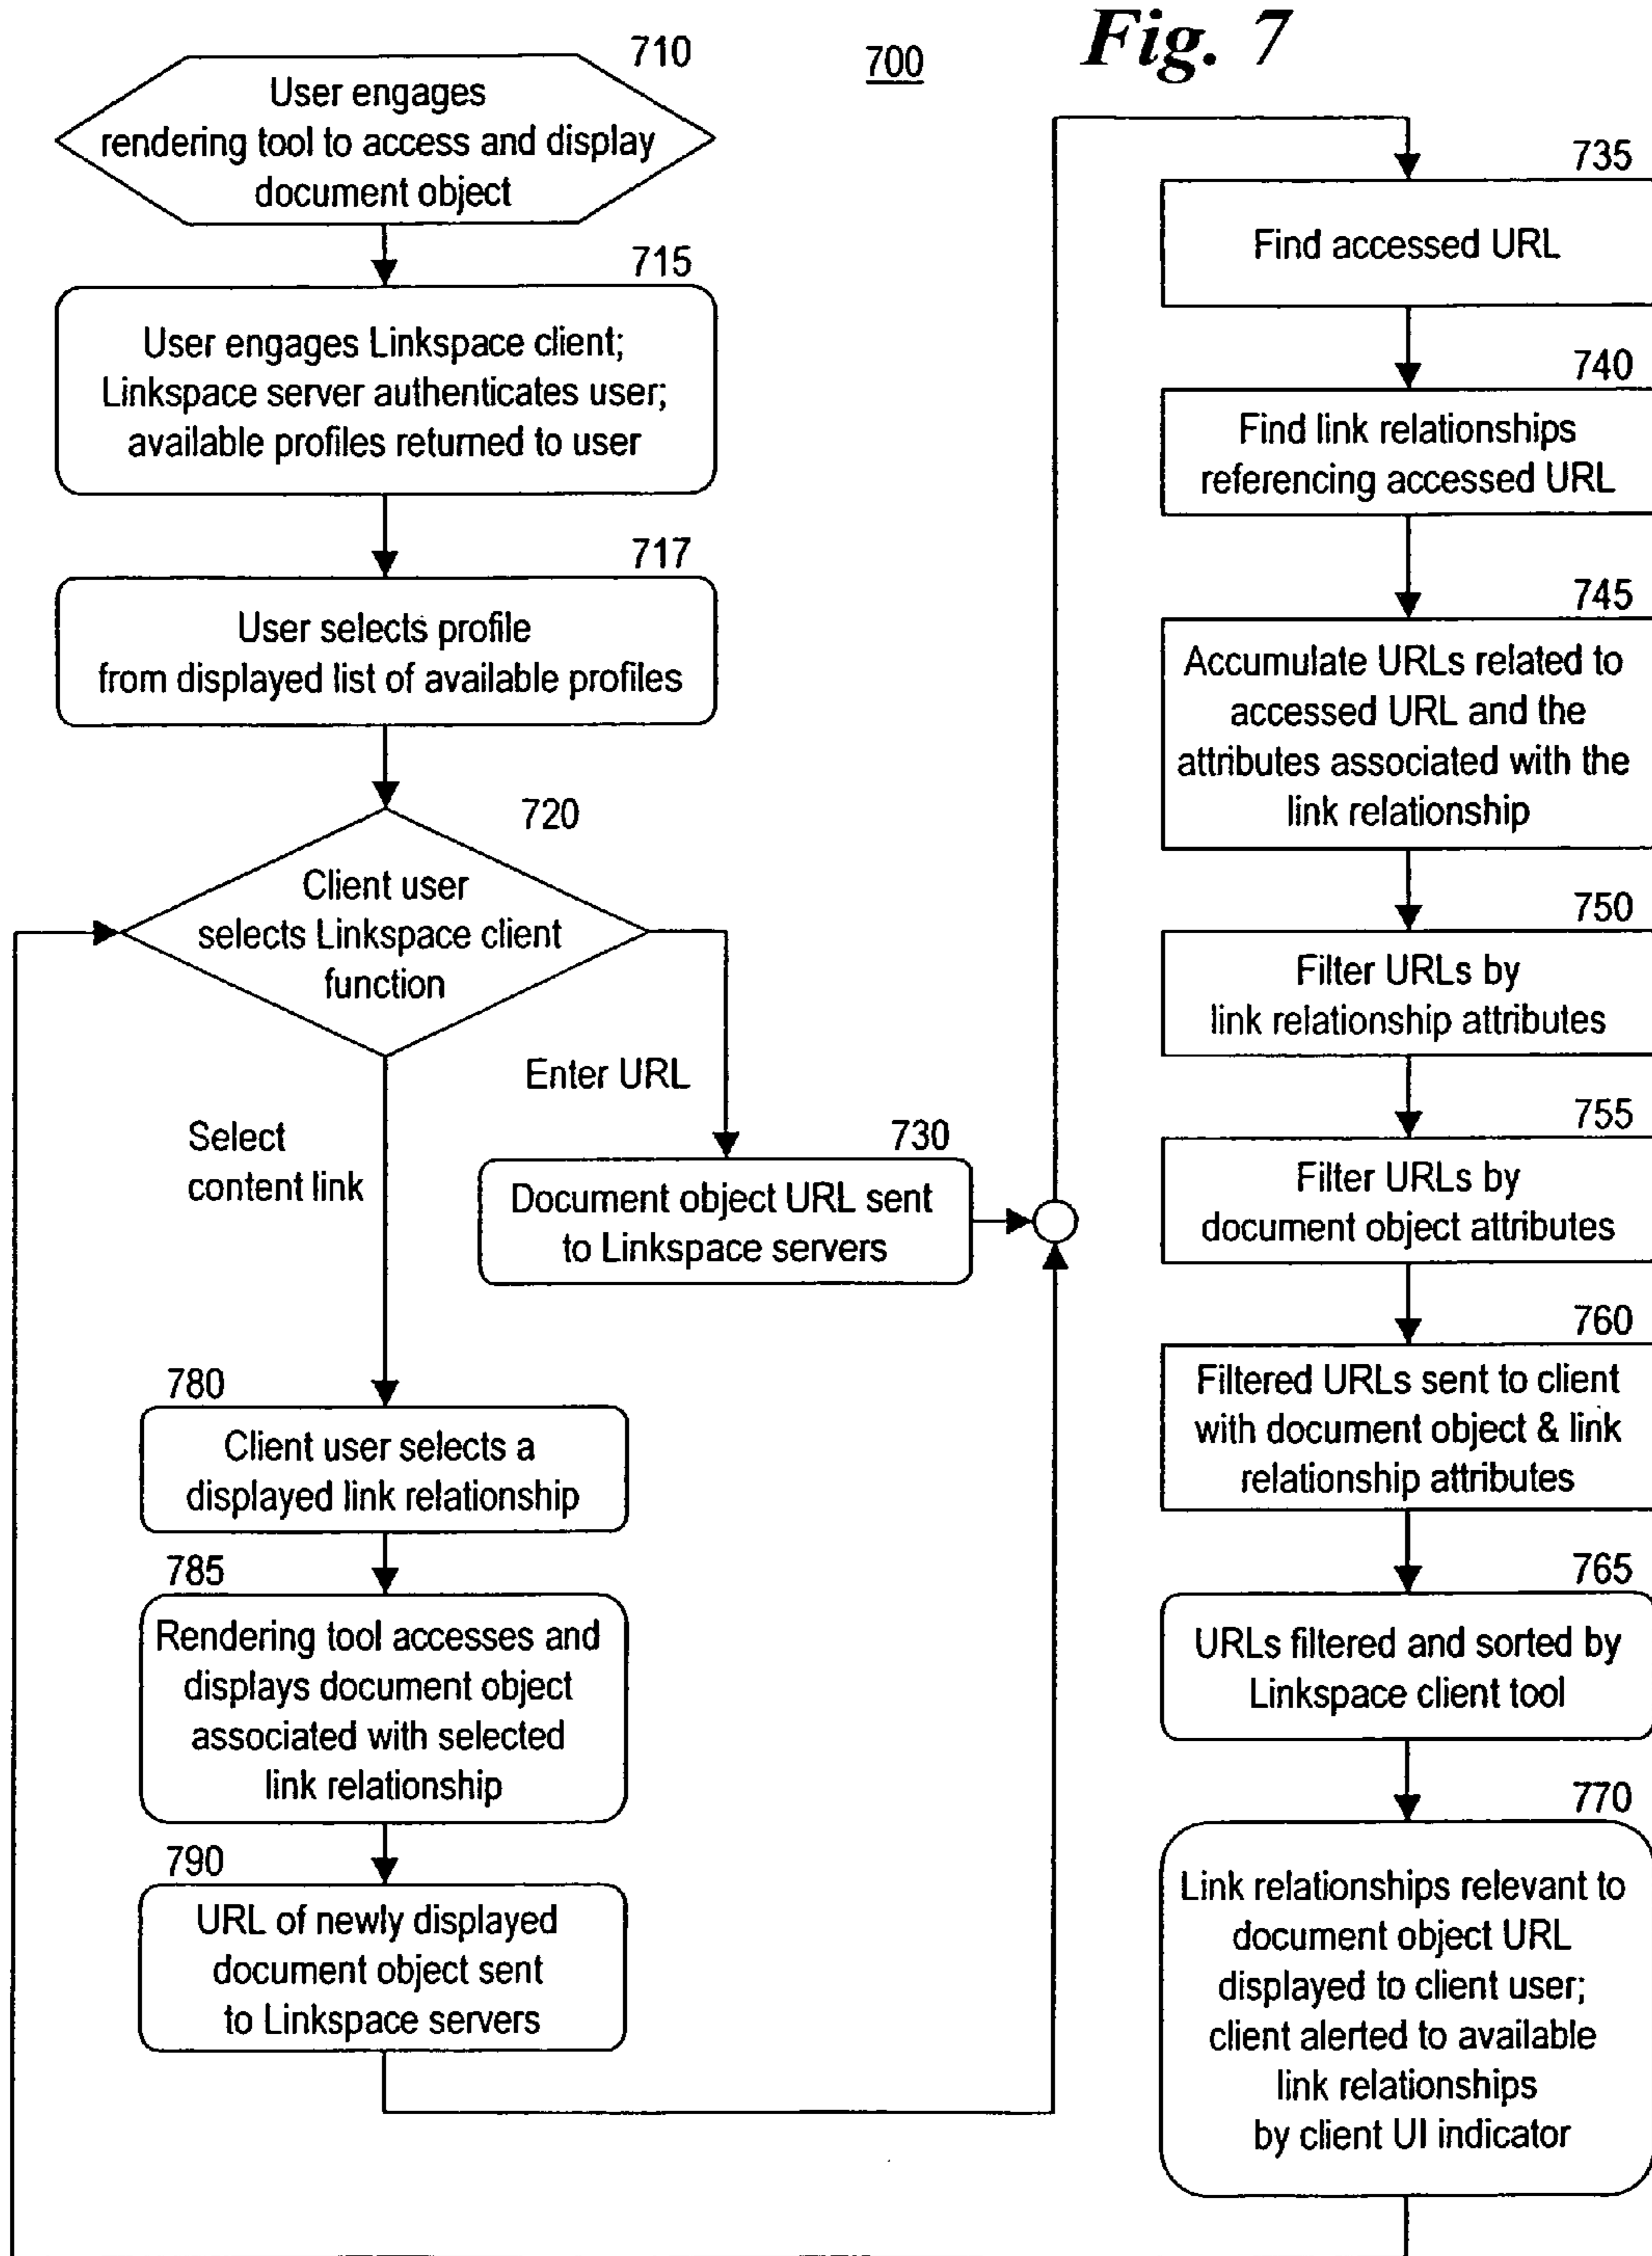 Fig. 7
700
710
User engages
rendering tool to access and display
document object
715
User engages Linkspace client;
Linkspace server authenticates user;
available profiles returned to user
717
User selects profile
from displayed list of available profiles
720
Client user
selects Linkspace client
function
Enter URL
Select
content link
730
Document object URL sent
to Linkspace servers
780
Client user selects a
displayed link relationship
785
Rendering tool accesses and
displays document object
associated with selected
link relationship
790
URL of newly displayed
document object sent
to Linkspace servers
735
Find accessed URL
740
Find link relationships
referencing accessed URL
745
Accumulate URLs related to
accessed URL and the
attributes associated with the
link relationship
750
Filter URLs by
link relationship attributes
755
Filter URLs by
document object attributes
760
Filtered URLs sent to client
with document object & link
relationship attributes
765
URLs filtered and sorted by
Linkspace client tool
770
Link relationships relevant to
document object URL
displayed to client user;
client alerted to available
link relationships
by client UI indicator